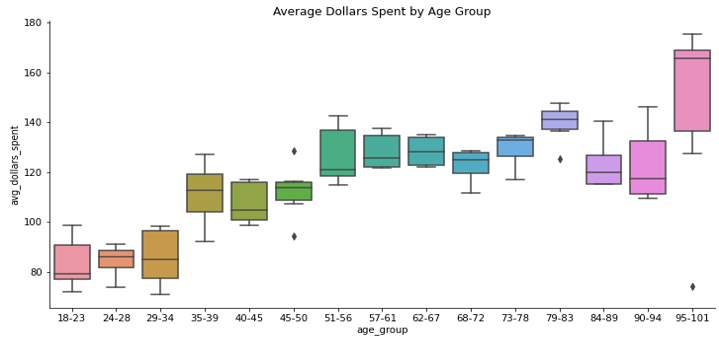 Average Dollars Spent by Age Group
180
160
140
120
100
80
avg_dollars_spent
18-23 24-28 29-34 35-39 40-45 45-50 51-56 57-61 62-67 68-72 73-78 79-83 84-89 90-94 95-101
age_group